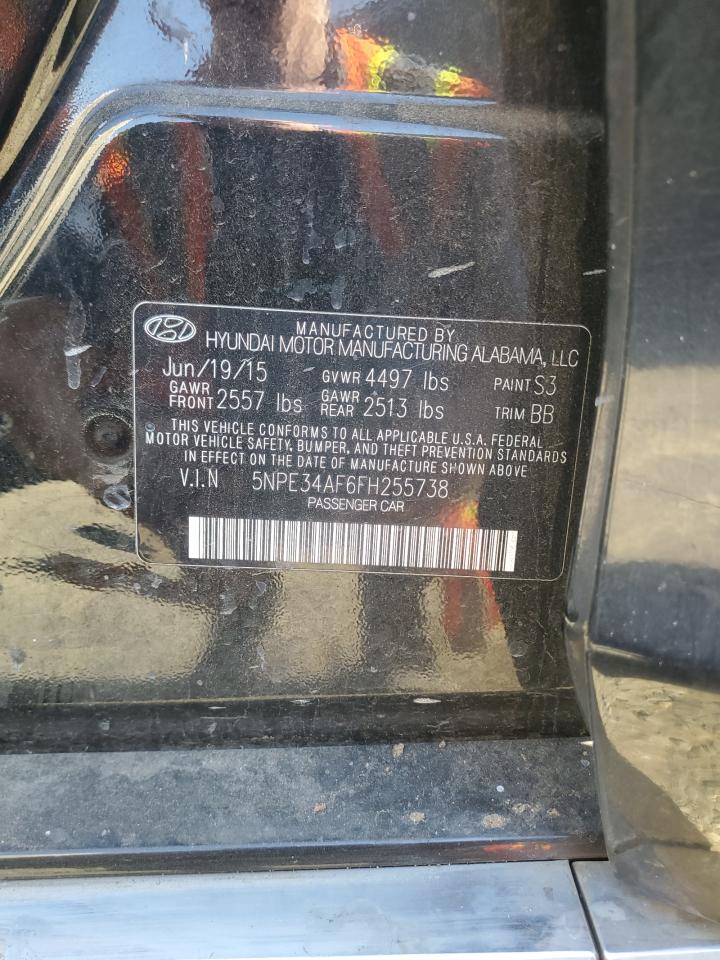 MANUFACTURED BY
HYUNDAI MOTOR MANUFACTURING ALABAMA, LLC
Jun/19/15 GVWR 4497 lbs PAINT S3
GAWR FRONT 2557 lbs GAWR REAR 2513 lbs TRIM BB
THIS VEHICLE CONFORMS TO ALL APPLICABLE U.S.A. FEDERAL
MOTOR VEHICLE SAFETY, BUMPER, AND THEFT PREVENTION STANDARDS
IN EFFECT ON THE DATE OF MANUFACTURE SHOWN ABOVE
V.I.N 5NPE34AF6FH255738
PASSENGER CAR